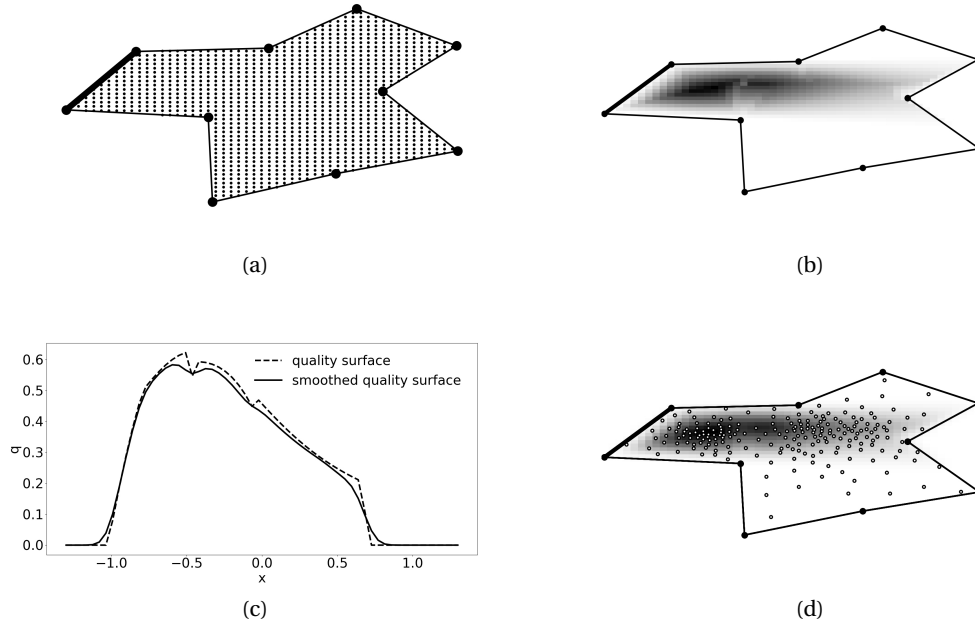 (a)
(b)
0.6
0.5
0.4
0.3
0.2
0.1
0.0
q
quality surface
smoothed quality surface
−1.0 −0.5 0.0 0.5 1.0
x
(c)
(d)